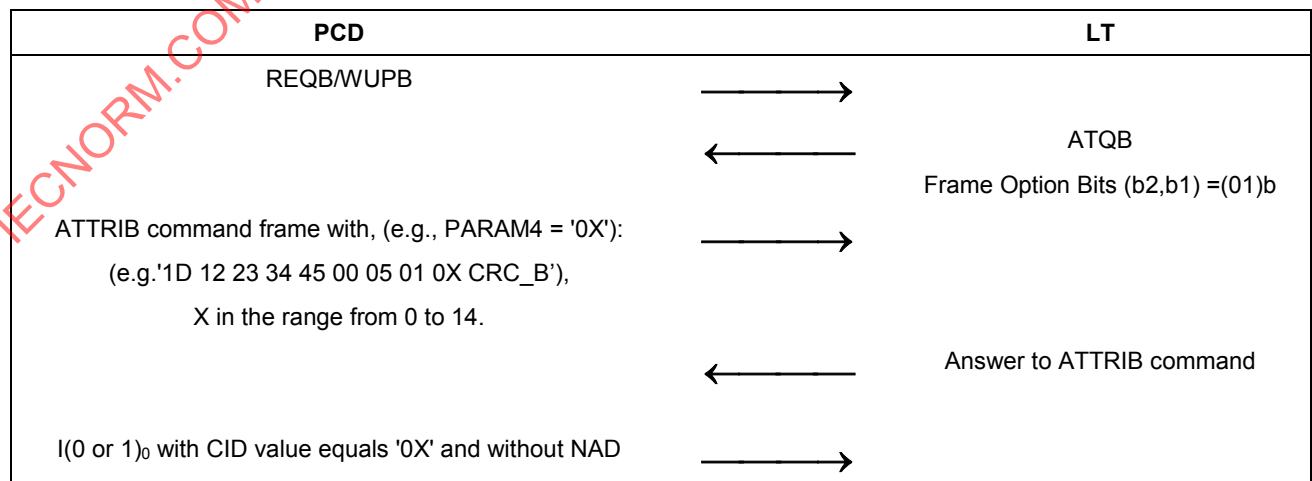 PCD LT
REQB/WUPB
ATQB
Frame Option Bits (b2,b1) =(01)b
ATTRIB command frame with, (e.g., PARAM4 = '0X'):
(e.g.'1D 12 23 34 45 00 05 01 0X CRC_B’),
X in the range from 0 to 14.
Answer to ATTRIB command
I(0 or 1)₀ with CID value equals '0X' and without NAD
IECNORM.COM